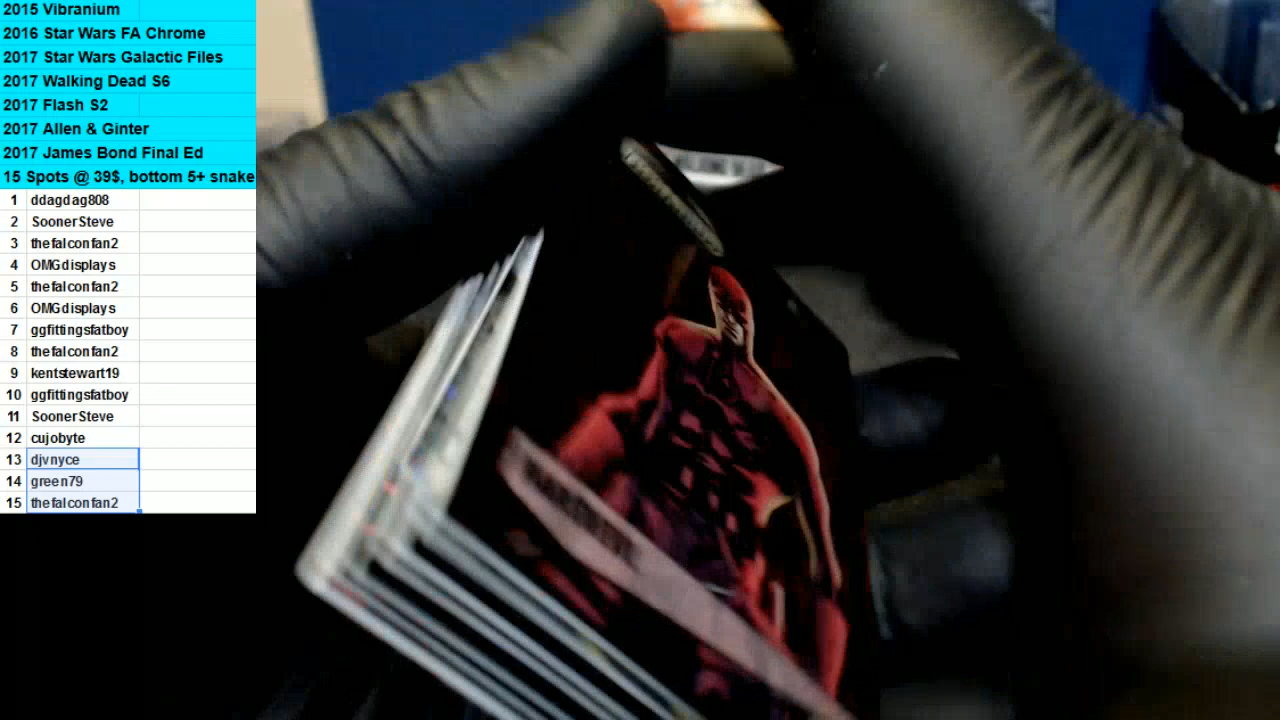 2015 Vibranium
2016 Star Wars FA Chrome
2017 Star Wars Galactic Files
2017 Walking Dead S6
2017 Flash S2
2017 Allen & Ginter
2017 James Bond Final Ed
15 Spots @ 39$, bottom 5+ snake
1 ddagdag808
2 SoonerSteve
3 thefalconfan2
4 OMGdisplays
5 thefalconfan2
6 OMGdisplays
7 ggfittingsfatboy
8 thefalconfan2
9 kentstewart19
10 ggfittingsfatboy
11 SoonerSteve
12 cujobyte
13 djvnyce
14 green79
15 thefalconfan2